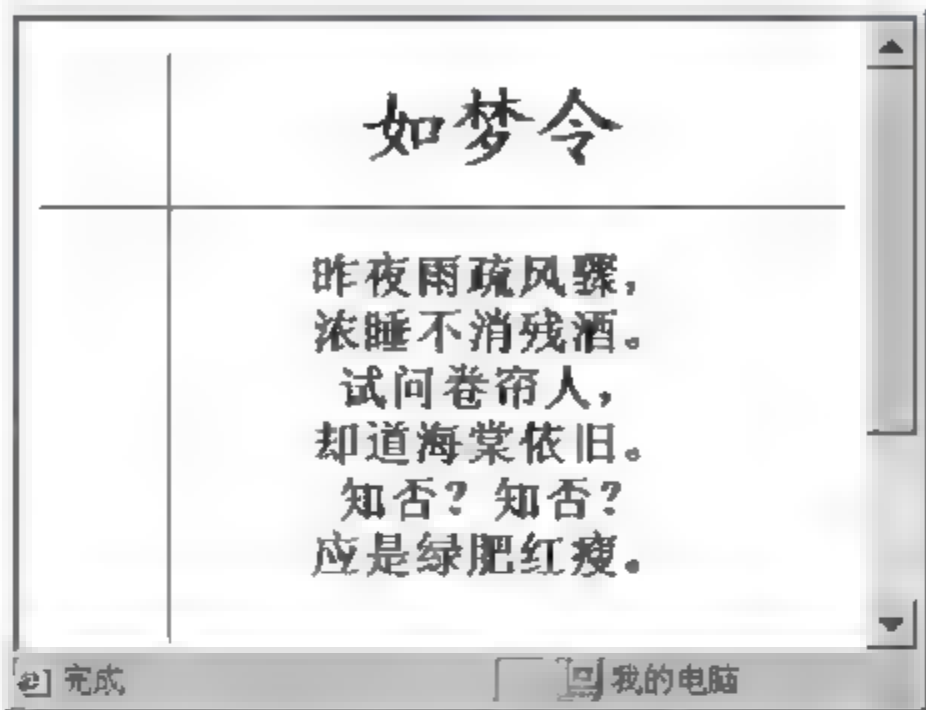 如梦令
昨夜雨疏风骤，
浓睡不消残酒。
试问卷帘人，
却道海棠依旧。
知否？知否？
应是绿肥红瘦。
完成 我的电脑